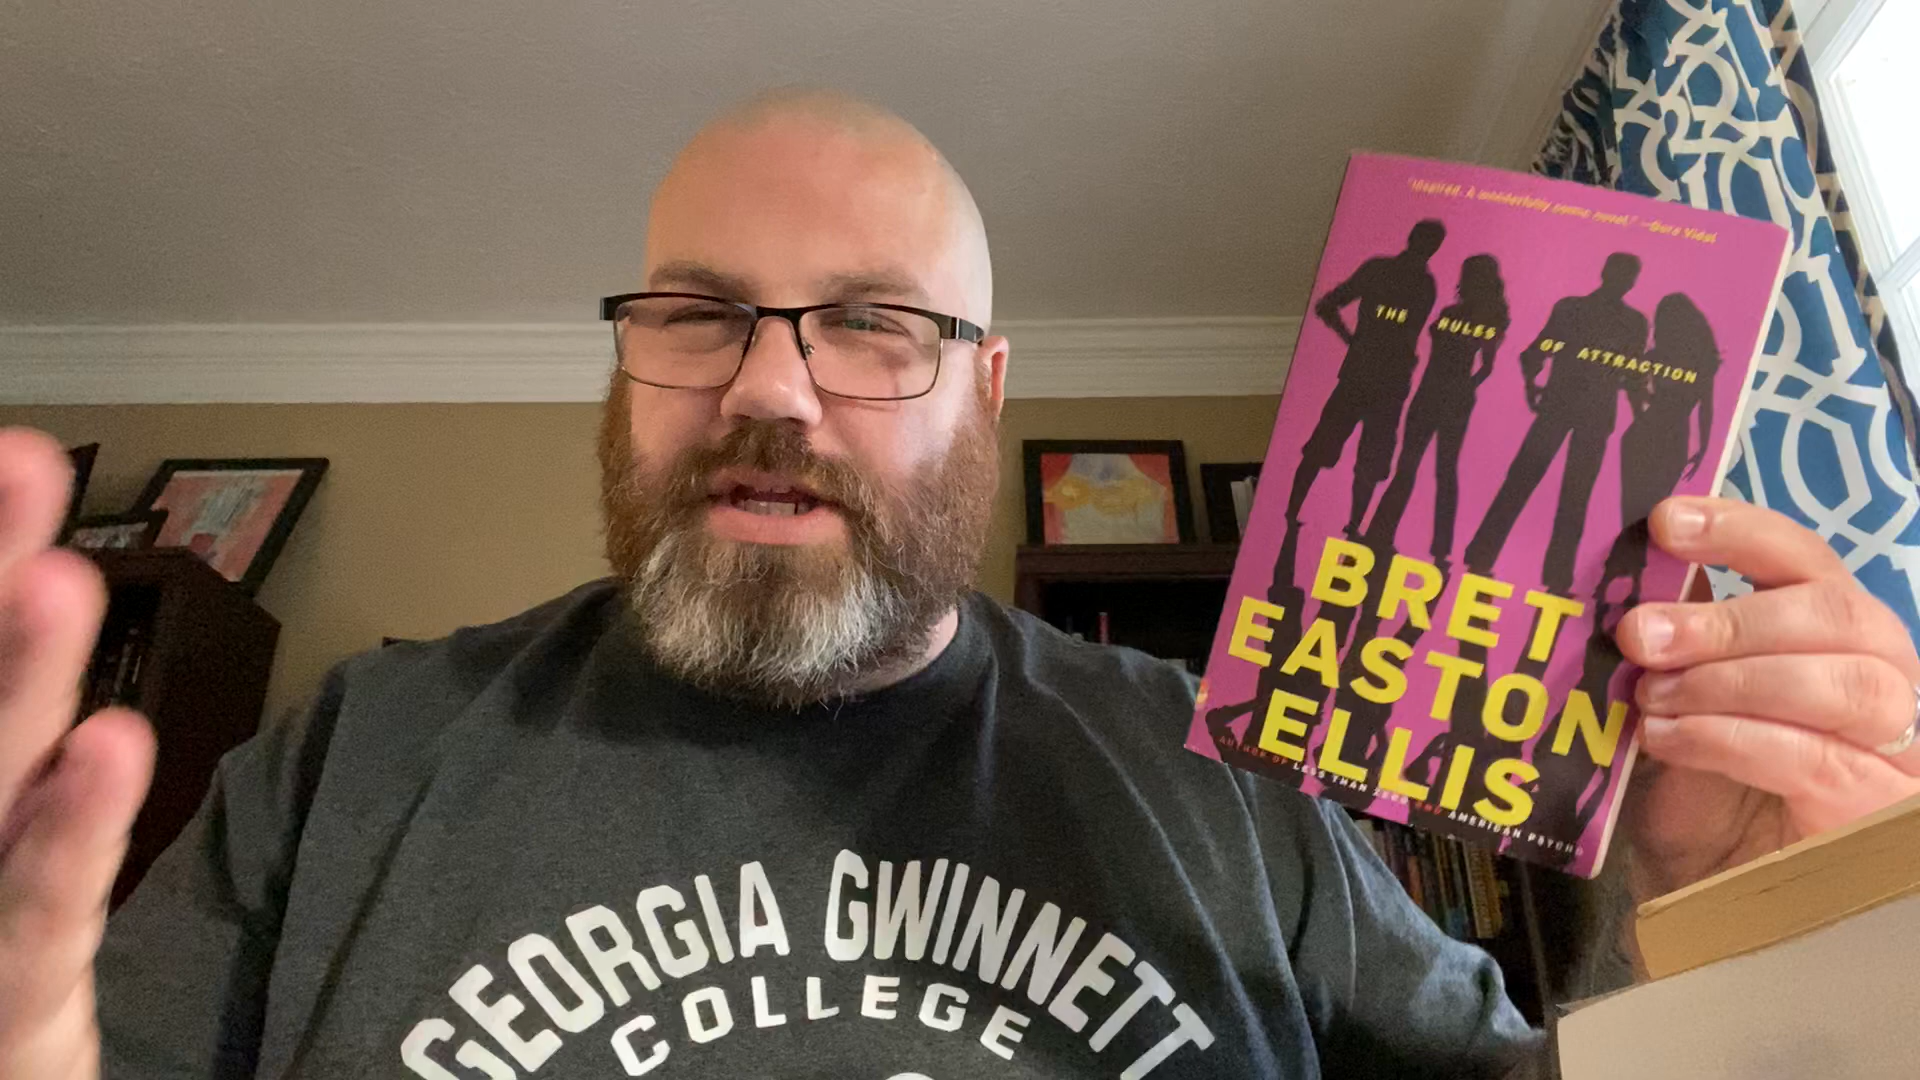 "Inspired. A wonderfully comic novel." —Gore Vidal
THE RULES OF ATTRACTION
BRET
EASTON
ELLIS
AUTHOR OF LESS THAN ZERO AND AMERICAN PSYCHO
GEORGIA GWINNETT
COLLEGE